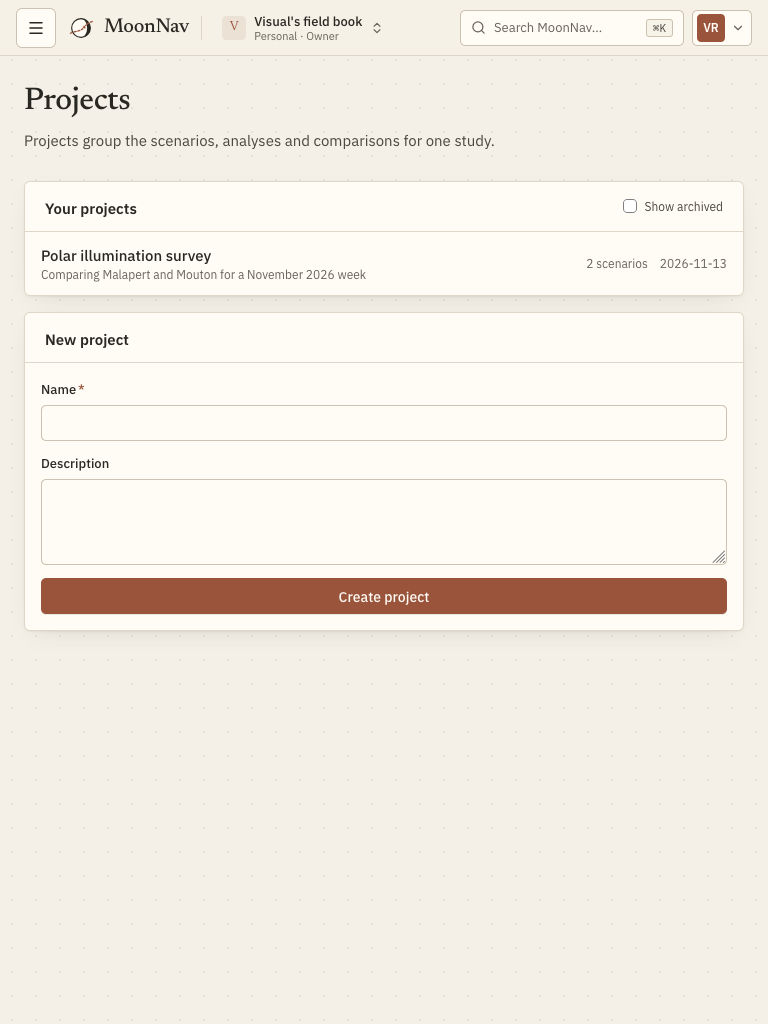 MoonNav
V
Visual's field book
Personal · Owner
Search MoonNav...
⌘K
VR
Projects
Projects group the scenarios, analyses and comparisons for one study.
Your projects
Show archived
Polar illumination survey
Comparing Malapert and Mouton for a November 2026 week
2 scenarios
2026-11-13
New project
Name *
Description
Create project